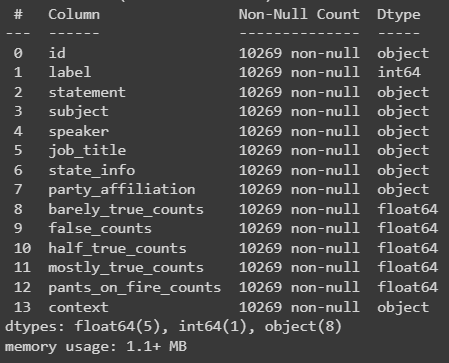 #   Column                Non-Null Count  Dtype
---  ------                --------------  -----
0   id                    10269 non-null  object
1   label                 10269 non-null  int64
2   statement             10269 non-null  object
3   subject               10269 non-null  object
4   speaker               10269 non-null  object
5   job_title             10269 non-null  object
6   state_info            10269 non-null  object
7   party_affiliation     10269 non-null  object
8   barely_true_counts    10269 non-null  float64
9   false_counts          10269 non-null  float64
10  half_true_counts      10269 non-null  float64
11  mostly_true_counts    10269 non-null  float64
12  pants_on_fire_counts  10269 non-null  float64
13  context               10269 non-null  object
dtypes: float64(5), int64(1), object(8)
memory usage: 1.1+ MB